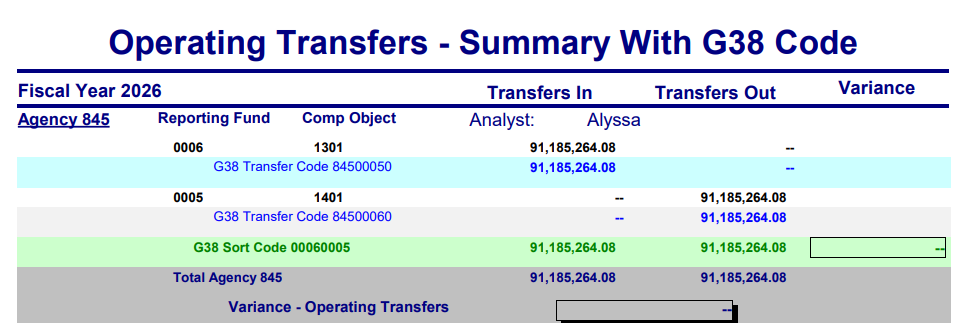 Operating Transfers - Summary With G38 Code
Fiscal Year 2026 Transfers In Transfers Out Variance
Agency 845 Reporting Fund Comp Object Analyst: Alyssa
0006 1301 91,185,264.08 --
G38 Transfer Code 84500050 91,185,264.08 --
0005 1401 -- 91,185,264.08
G38 Transfer Code 84500060 -- 91,185,264.08
G38 Sort Code 00060005 91,185,264.08 91,185,264.08 --
Total Agency 845 91,185,264.08 91,185,264.08
Variance - Operating Transfers --